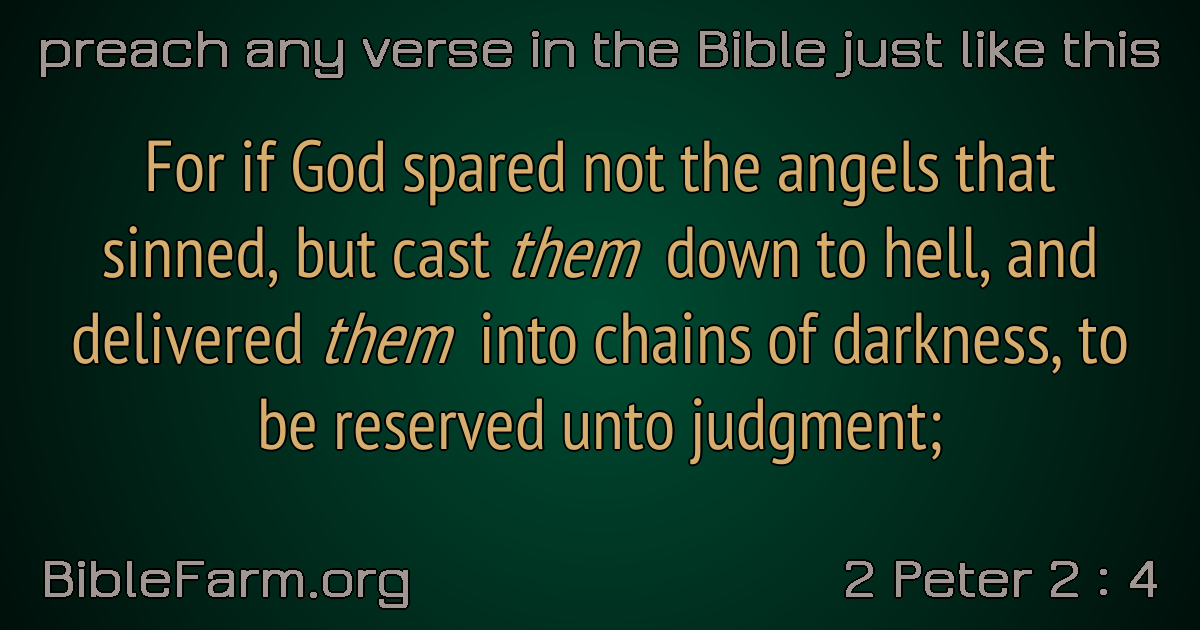 preach any verse in the Bible just like this
For if God spared not the angels that
sinned, but cast them down to hell, and
delivered them into chains of darkness, to
be reserved unto judgment;
BibleFarm.org
2 Peter 2 : 4